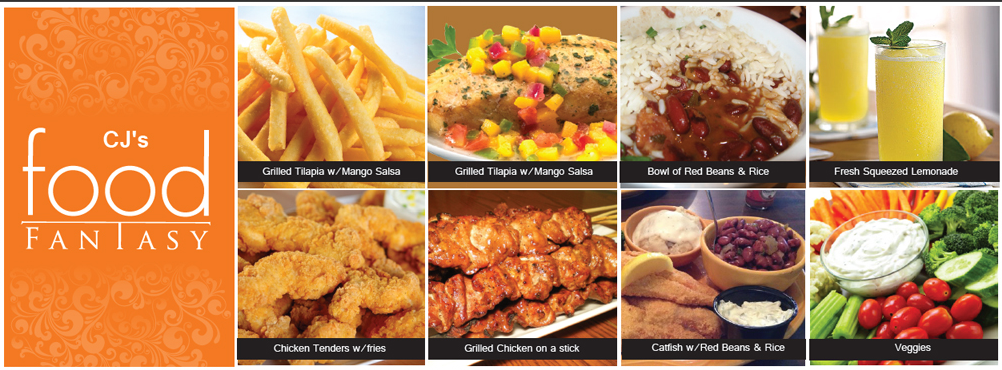 CJ's
food
FANTASY
Grilled Tilapia w/Mango Salsa
Grilled Tilapia w/Mango Salsa
Bowl of Red Beans & Rice
Fresh Squeezed Lemonade
Chicken Tenders w/fries
Grilled Chicken on a stick
Catfish w/Red Beans & Rice
Veggies